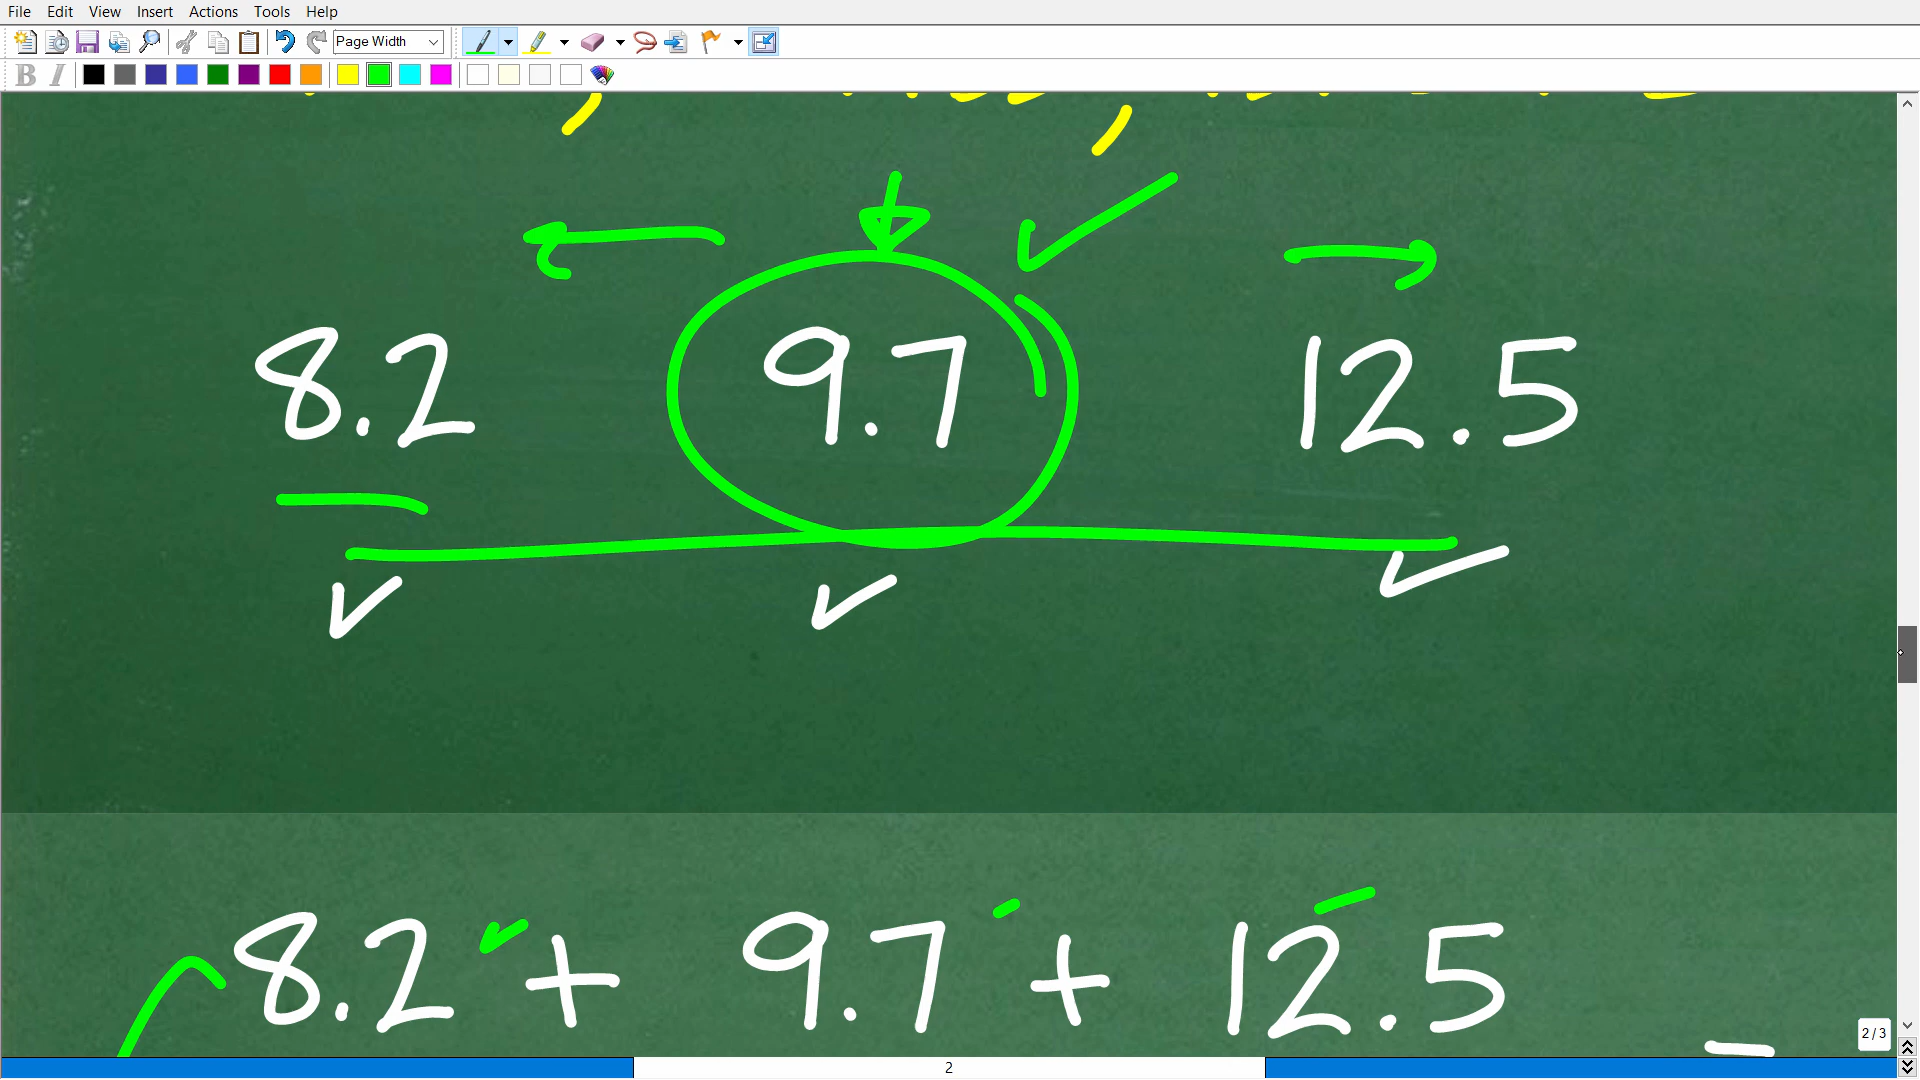 File Edit View Insert Actions Tools Help
Page Width
B I
8.2 9.7 12.5
8.2 + 9.7 + 12.5
2 / 3
2